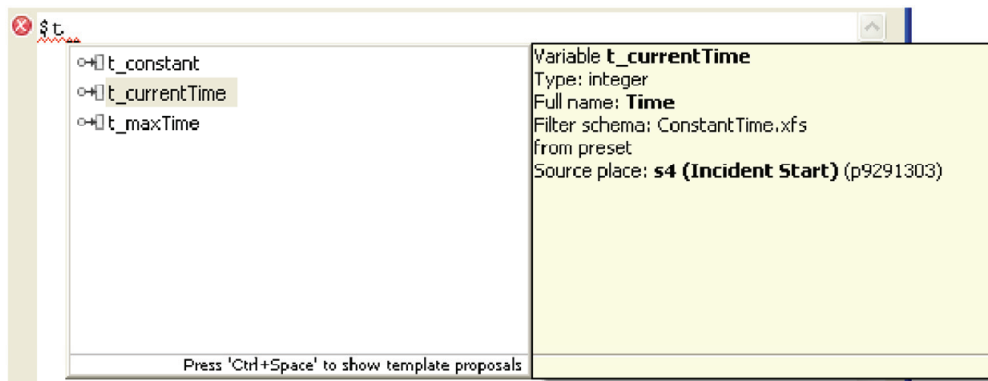 $t
t_constant
t_currentTime
t_maxTime
Press 'Ctrl+Space' to show template proposals
Variable t_currentTime
Type: integer
Full name: Time
Filter schema: ConstantTime.xfs
from preset
Source place: s4 (Incident Start) (p9291303)